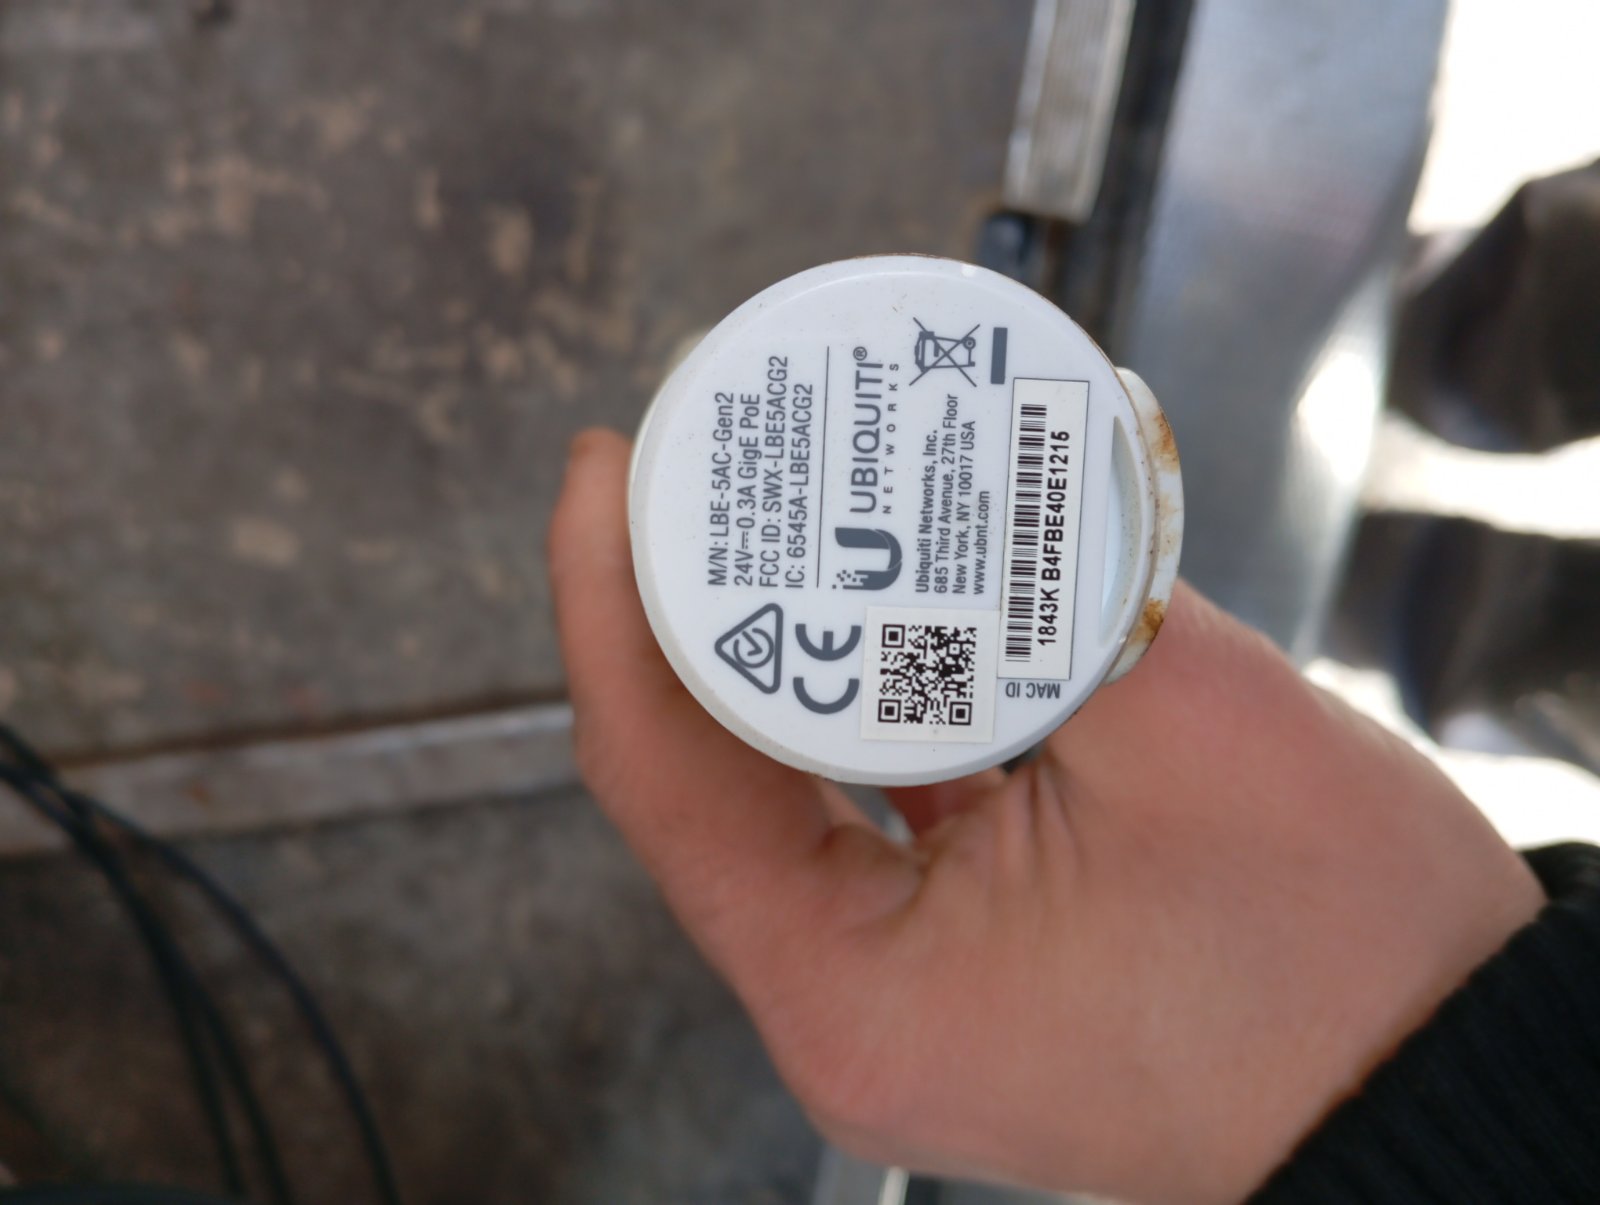 M/N: LBE-5AC-Gen2
24V⎓0.3A GigE PoE
FCC ID: SWX-LBE5ACG2
IC: 6545A-LBE5ACG2
UBIQUITI®
NETWORKS
Ubiquiti Networks, Inc.
685 Third Avenue, 27th Floor
New York, NY 10017 USA
www.ubnt.com
CE
1843K B4FBE40E1215
MAC ID